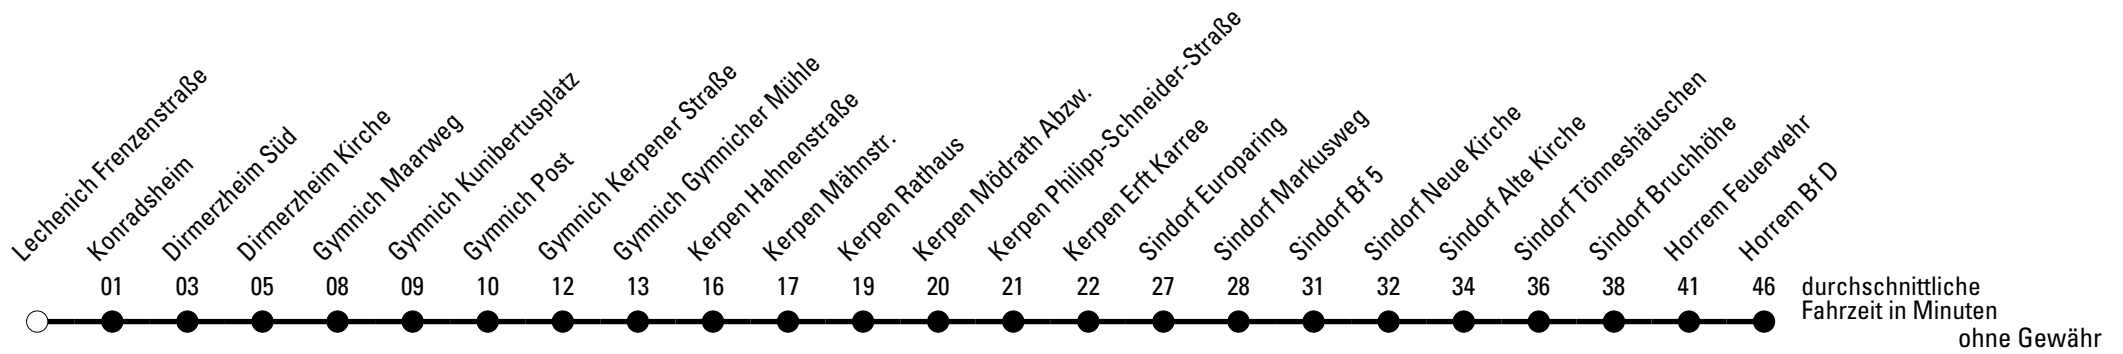 Lechenich Frenzenstraße
Konradsheim
Dirmerzheim Süd
Dirmerzheim Kirche
Gymnich Maarweg
Gymnich Kunibertusplatz
Gymnich Post
Gymnich Kerpener Straße
Gymnich Gymnicher Mühle
Kerpen Hahnenstraße
Kerpen Mähnstr.
Kerpen Rathaus
Kerpen Mödrath Abzw.
Kerpen Philipp-Schneider-Straße
Kerpen Erft Karree
Sindorf Europaring
Sindorf Markusweg
Sindorf Bf 5
Sindorf Neue Kirche
Sindorf Alte Kirche
Sindorf Tönneshäuschen
Sindorf Bruchhöhe
Horrem Feuerwehr
Horrem Bf D
01 03 05 08 09 10 12 13 16 17 19 20 21 22 27 28 31 32 34 36 38 41 46 durchschnittliche
Fahrzeit in Minuten
ohne Gewähr